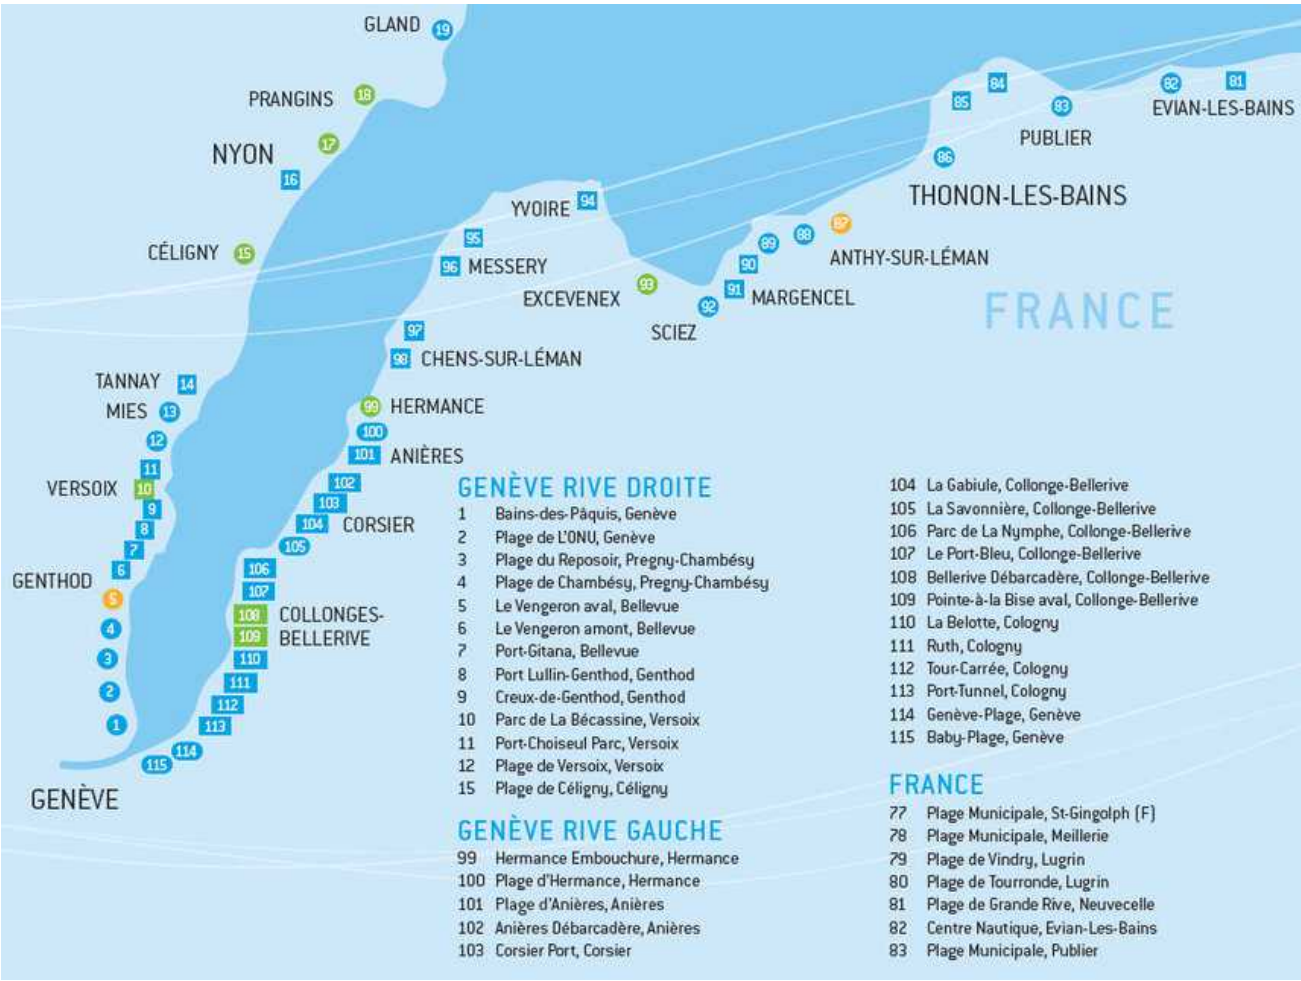 GLAND 19
PRANGINS 18
NYON 17
16
CÉLIGNY 15
TANNAY 14
MIES 13
12
11
VERSOIX 10
9
8
7
GENTHOD 6
5
4
3
2
1
GENÈVE
115
114
113
112
111
110
109
108
COLLONGES-
BELLERIVE
107
106
105
104 CORSIER
103
102
101 ANIÈRES
100
99 HERMANCE
98 CHENS-SUR-LÉMAN
97
96 MESSERY
95
YVOIRE 94
EXCEVENEX 93
SCIEZ 92
91 MARGENCEL
90
89
88
87
ANTHY-SUR-LÉMAN
86
THONON-LES-BAINS
85
84
83
PUBLIER
82
81
EVIAN-LES-BAINS
FRANCE
GENÈVE RIVE DROITE
1 Bains-des-Pâquis, Genève
2 Plage de L'ONU, Genève
3 Plage du Reposoir, Pregny-Chambésy
4 Plage de Chambésy, Pregny-Chambésy
5 Le Vengeron aval, Bellevue
6 Le Vengeron amont, Bellevue
7 Port-Gitana, Bellevue
8 Port Lullin-Genthod, Genthod
9 Creux-de-Genthod, Genthod
10 Parc de La Bécassine, Versoix
11 Port-Choiseul Parc, Versoix
12 Plage de Versoix, Versoix
15 Plage de Céligny, Céligny
GENÈVE RIVE GAUCHE
99 Hermance Embouchure, Hermance
100 Plage d'Hermance, Hermance
101 Plage d'Anières, Anières
102 Anières Débarcadère, Anières
103 Corsier Port, Corsier
104 La Gabiule, Collonge-Bellerive
105 La Savonnière, Collonge-Bellerive
106 Parc de La Nymphe, Collonge-Bellerive
107 Le Port-Bleu, Collonge-Bellerive
108 Bellerive Débarcadère, Collonge-Bellerive
109 Pointe-à-la Bise aval, Collonge-Bellerive
110 La Belotte, Cologny
111 Ruth, Cologny
112 Tour-Carrée, Cologny
113 Port-Tunnel, Cologny
114 Genève-Plage, Genève
115 Baby-Plage, Genève
FRANCE
77 Plage Municipale, St-Gingolph (F)
78 Plage Municipale, Meillerie
79 Plage de Vindry, Lugrin
80 Plage de Tourronde, Lugrin
81 Plage de Grande Rive, Neuvecelle
82 Centre Nautique, Evian-Les-Bains
83 Plage Municipale, Publier